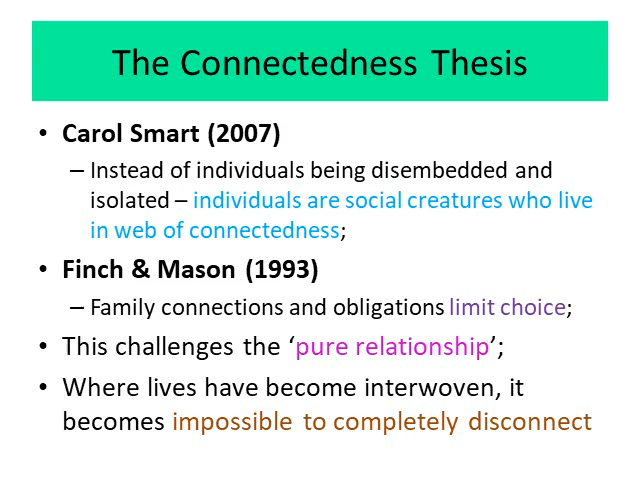 The Connectedness Thesis
• Carol Smart (2007)
– Instead of individuals being disembedded and
isolated – individuals are social creatures who live
in web of connectedness;
• Finch & Mason (1993)
– Family connections and obligations limit choice;
• This challenges the ‘pure relationship’;
• Where lives have become interwoven, it
becomes impossible to completely disconnect